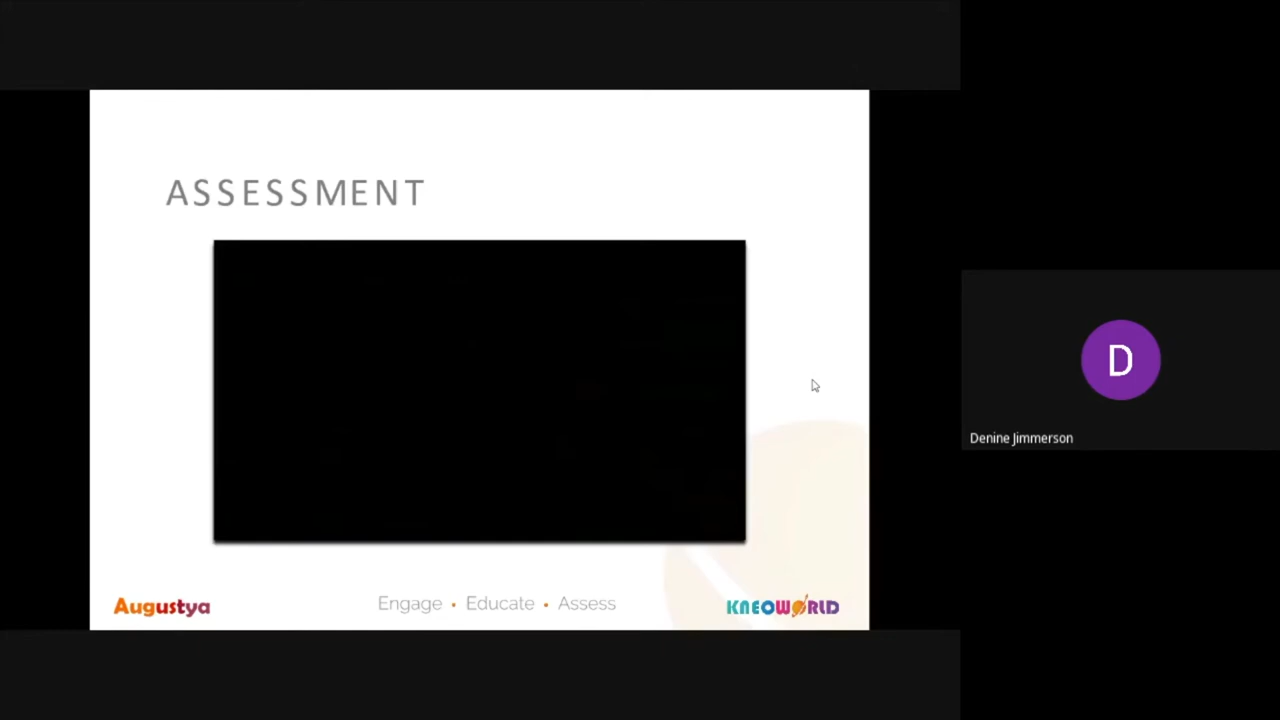 ASSESSMENT
Augustya
Engage • Educate • Assess
KNEOWORLD
D
Denine Jimmerson